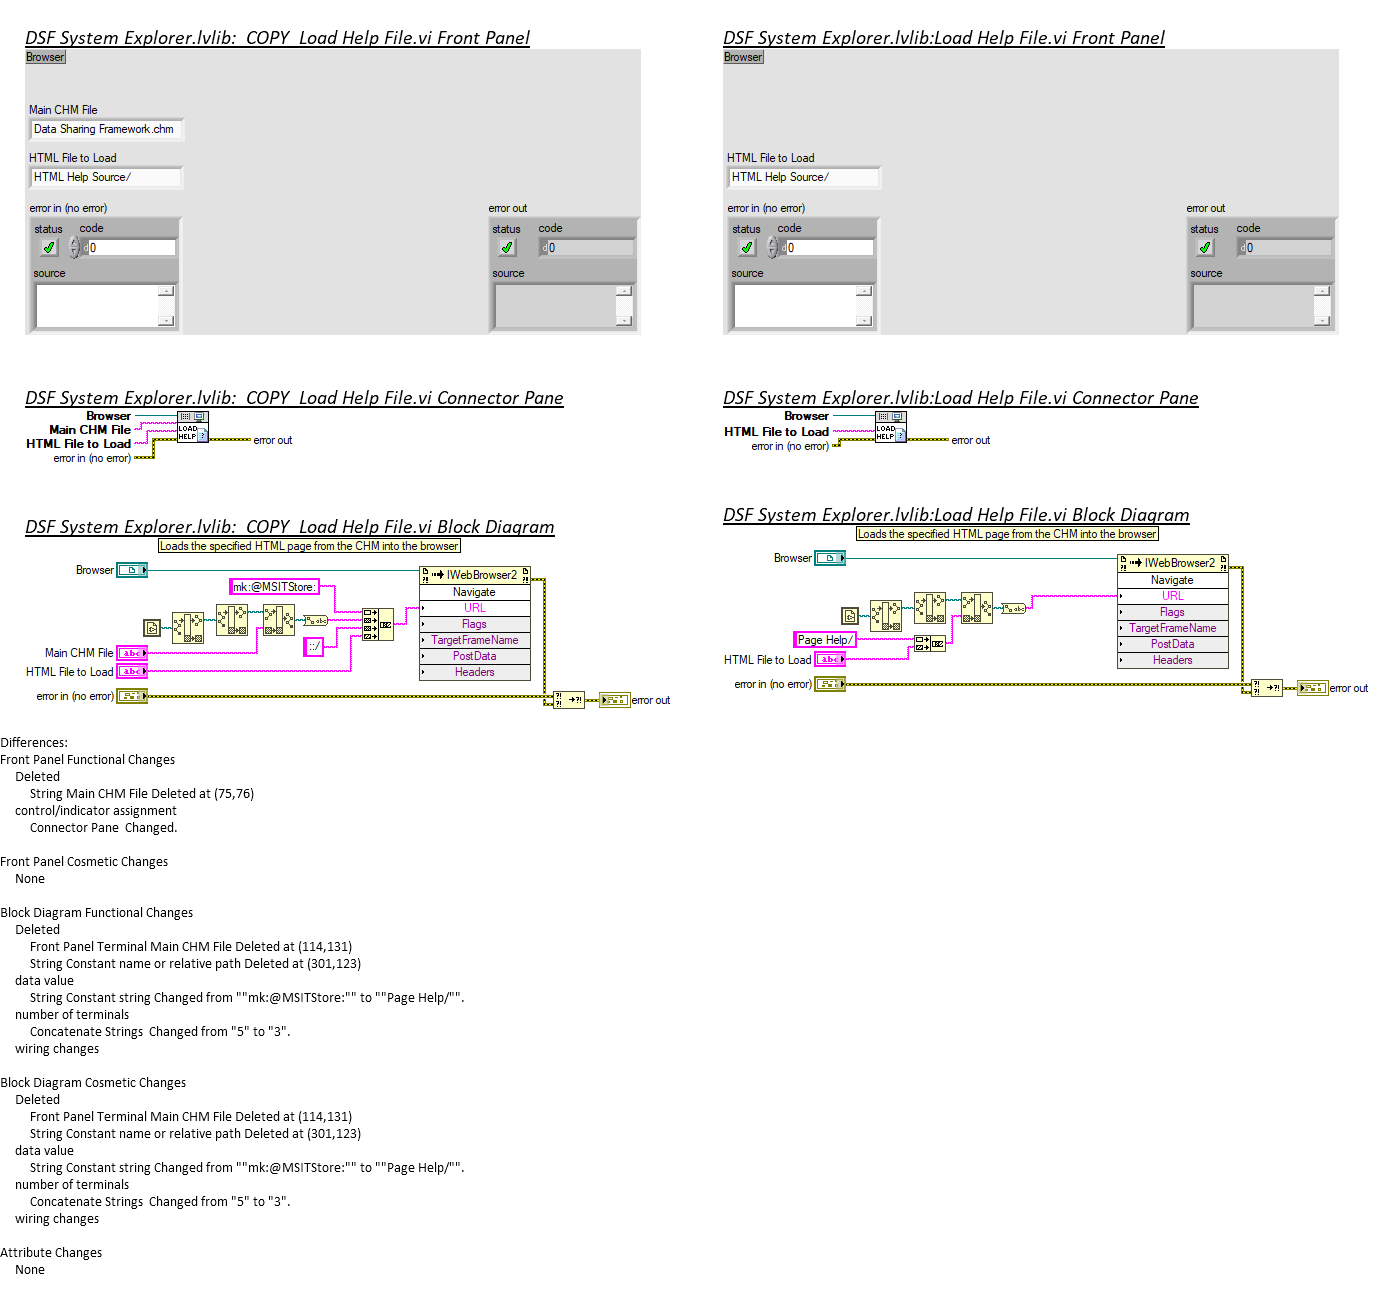 DSF System Explorer.lvlib:  COPY  Load Help File.vi Front Panel
Browser
Main CHM File
Data Sharing Framework.chm
HTML File to Load
HTML Help Source/
error in (no error)
error out
status code
status code
0
0
source
source
DSF System Explorer.lvlib:Load Help File.vi Front Panel
Browser
HTML File to Load
HTML Help Source/
error in (no error)
error out
status code
status code
d0
d0
source
source
DSF System Explorer.lvlib:  COPY  Load Help File.vi Connector Pane
Browser
Main CHM File
HTML File to Load
error in (no error)
LOAD
HELP ?
error out
DSF System Explorer.lvlib:Load Help File.vi Connector Pane
Browser
HTML File to Load
error in (no error)
LOAD
HELP ?
error out
DSF System Explorer.lvlib:  COPY  Load Help File.vi Block Diagram
Loads the specified HTML page from the CHM into the browser
Browser
mk:@MSITStore:
IWebBrowser2
Navigate
URL
Flags
TargetFrameName
PostData
Headers
abc
::/
Main CHM File abc
HTML File to Load abc
error in (no error)
error out
DSF System Explorer.lvlib:Load Help File.vi Block Diagram
Loads the specified HTML page from the CHM into the browser
Browser
IWebBrowser2
Navigate
URL
Flags
TargetFrameName
PostData
Headers
abc
Page Help/
HTML File to Load abc
error in (no error)
error out
Differences:
Front Panel Functional Changes
Deleted
String Main CHM File Deleted at (75,76)
control/indicator assignment
Connector Pane  Changed.
Front Panel Cosmetic Changes
None
Block Diagram Functional Changes
Deleted
Front Panel Terminal Main CHM File Deleted at (114,131)
String Constant name or relative path Deleted at (301,123)
data value
String Constant string Changed from ""mk:@MSITStore:"" to ""Page Help/"".
number of terminals
Concatenate Strings  Changed from "5" to "3".
wiring changes
Block Diagram Cosmetic Changes
Deleted
Front Panel Terminal Main CHM File Deleted at (114,131)
String Constant name or relative path Deleted at (301,123)
data value
String Constant string Changed from ""mk:@MSITStore:"" to ""Page Help/"".
number of terminals
Concatenate Strings  Changed from "5" to "3".
wiring changes
Attribute Changes
None